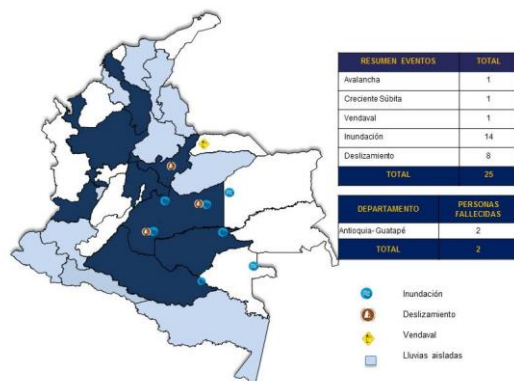 RESUMEN EVENTOS TOTAL
Avalancha 1
Creciente Súbita 1
Vendaval 1
Inundación 14
Deslizamiento 8
TOTAL 25
DEPARTAMENTO PERSONAS FALLECIDAS
Antioquia- Guatapé 2
TOTAL 2
Inundación
Deslizamiento
Vendaval
Lluvias aisladas